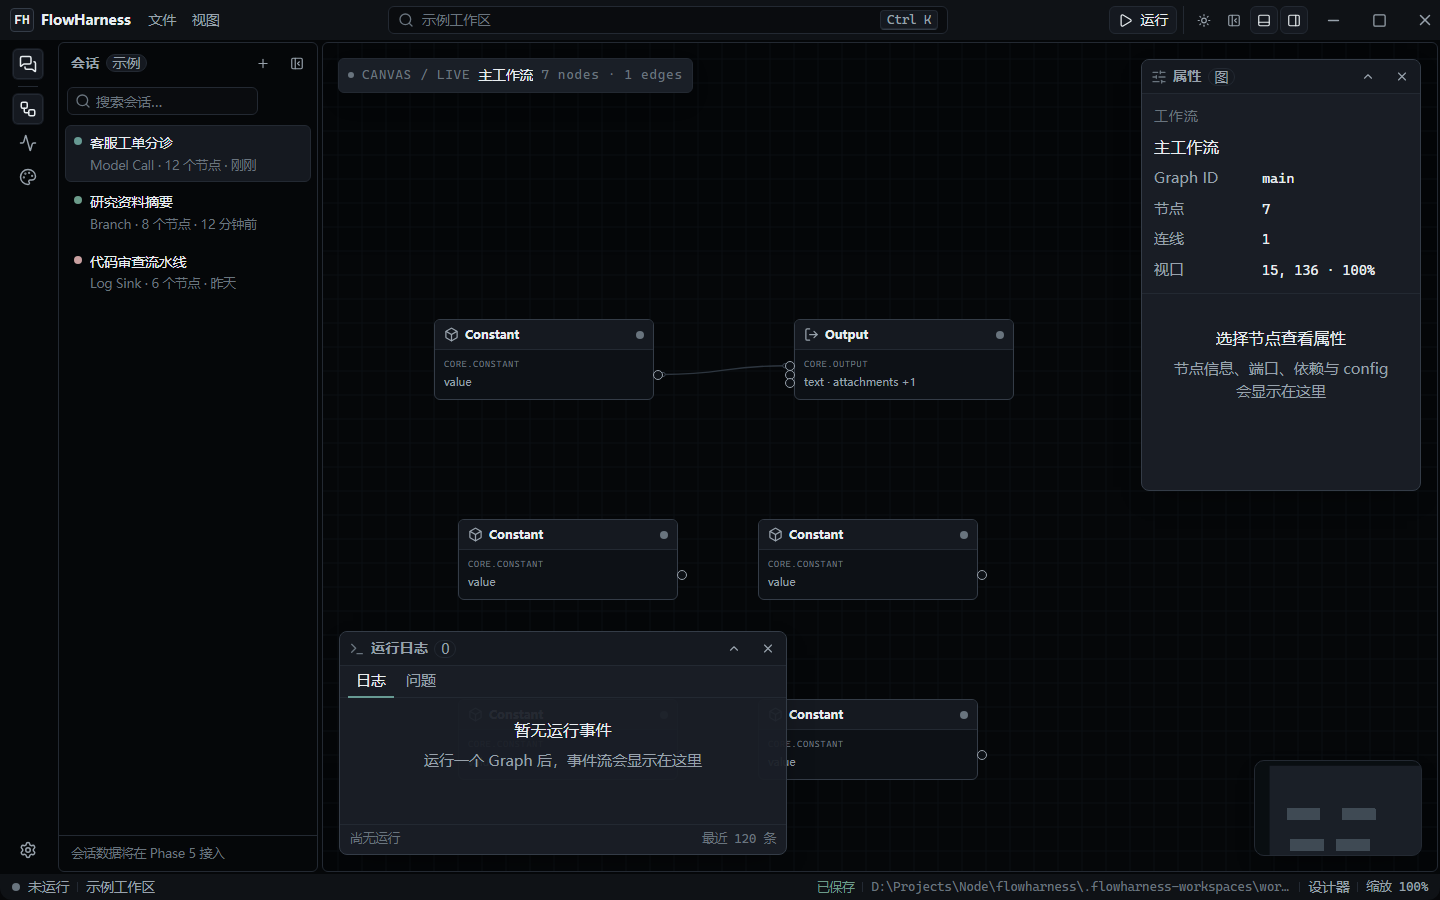 FH FlowHarness 文件 视图
示例工作区 Ctrl K
运行
会话 示例
搜索会话...
客服工单分诊
Model Call · 12 个节点 · 刚刚
研究资料摘要
Branch · 8 个节点 · 12 分钟前
代码审查流水线
Log Sink · 6 个节点 · 昨天
会话数据将在 Phase 5 接入
CANVAS / LIVE 主工作流 7 nodes · 1 edges
Constant
CORE.CONSTANT
value
Output
CORE.OUTPUT
text · attachments +1
Constant
CORE.CONSTANT
value
Constant
CORE.CONSTANT
value
Constant
Constant
CORE.CONSTANT
value
运行日志 0
日志 问题
暂无运行事件
运行一个 Graph 后，事件流会显示在这里
尚无运行 最近 120 条
属性 图
工作流
主工作流
Graph ID main
节点 7
连线 1
视口 15, 136 · 100%
选择节点查看属性
节点信息、端口、依赖与 config
会显示在这里
未运行 示例工作区
已保存 D:\Projects\Node\flowharness\.flowharness-workspaces\wor… 设计器 缩放 100%